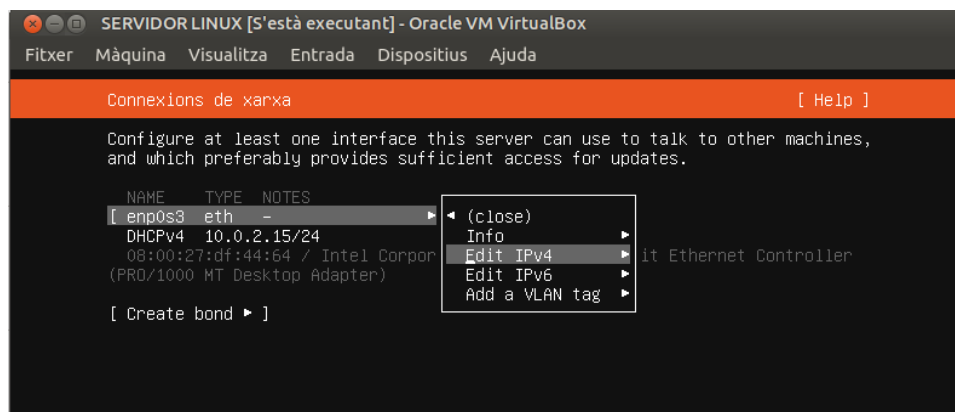 SERVIDOR LINUX [S'està executant] - Oracle VM VirtualBox
Fitxer Màquina Visualitza Entrada Dispositius Ajuda
Connexions de xarxa [ Help ]
Configure at least one interface this server can use to talk to other machines,
and which preferably provides sufficient access for updates.
NAME TYPE NOTES
[ enp0s3 eth - ▸ ◂ (close)
DHCPv4 10.0.2.15/24 Info ▸
08:00:27:df:44:64 / Intel Corpor Edit IPv4 ▸ it Ethernet Controller
(PRO/1000 MT Desktop Adapter) Edit IPv6 ▸
Add a VLAN tag ▸
[ Create bond ▸ ]